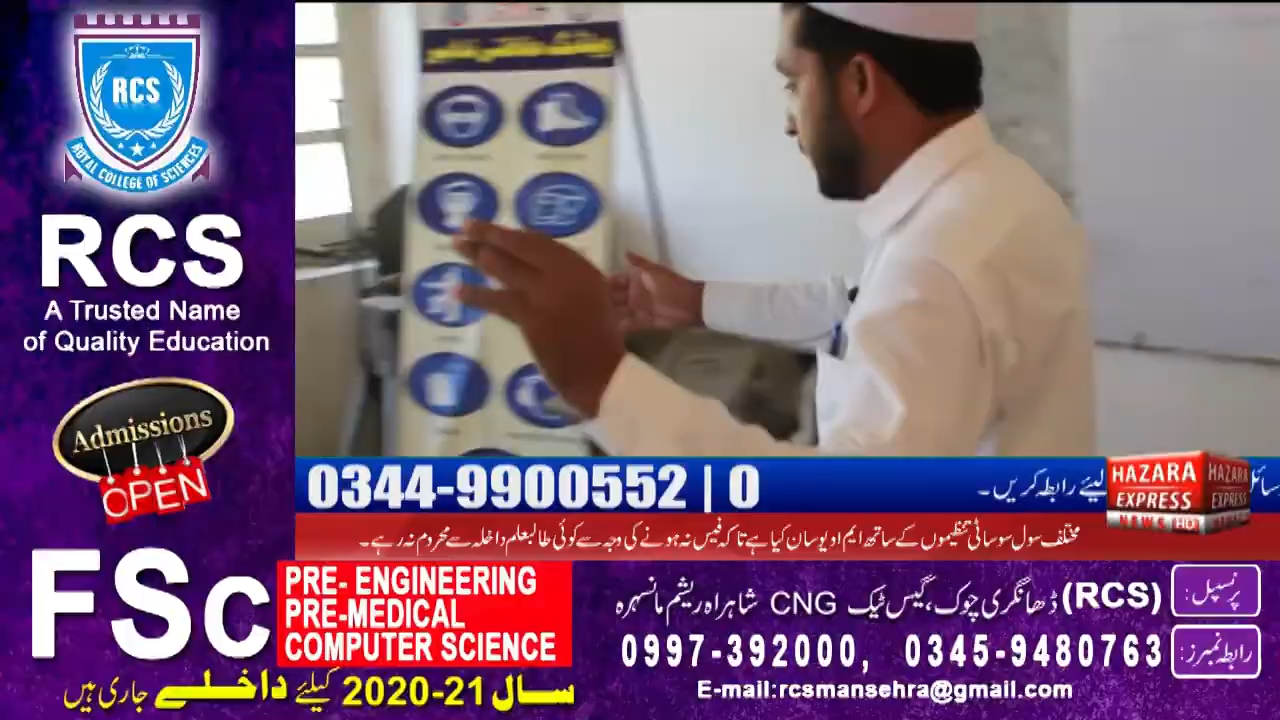 RCS
ROYAL COLLEGE OF SCIENCES
RCS
A Trusted Name
of Quality Education
Admissions
OPEN
FSc
PRE- ENGINEERING
PRE-MEDICAL
COMPUTER SCIENCE
سال 2020-21 کیلئے داخلے جاری ہیں
0344-9900552 | 0
لیئے رابطہ کریں۔
HAZARA
EXPRESS
NEWS HD
HAZARA
EXPRESS
مختلف سول سوسائٹی تنظیموں کے ساتھ ایم او یوسائن کیا ہے تاکہ فیس نہ ہونے کی وجہ سے کوئی طالبعلم داخلہ سے محروم نہ رہے۔
پرنسپل:
(RCS) ڈھانگری چوک، گیس ٹیک CNG شاہراہ ریشم مانسہرہ
رابطہ نمبرز:
0997-392000, 0345-9480763
E-mail:rcsmansehra@gmail.com